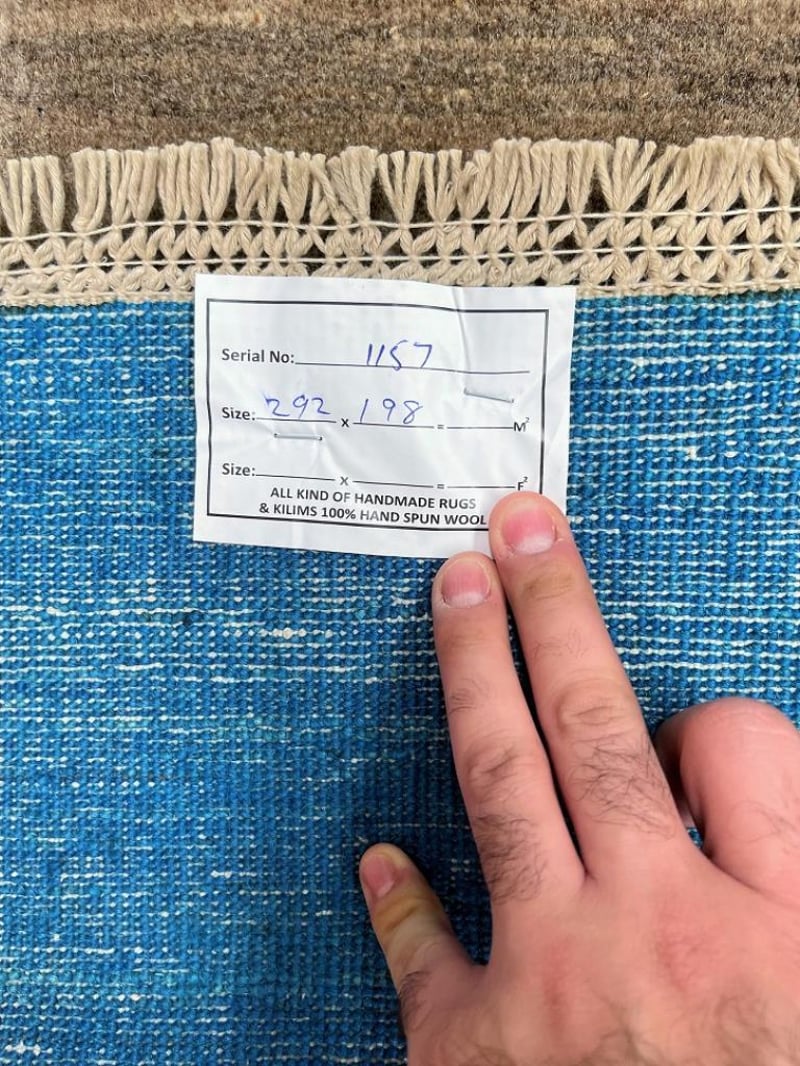 Serial No: 1157
Size: 292 x 198 = M²
Size: x = F²
ALL KIND OF HANDMADE RUGS
& KILIMS 100% HAND SPUN WOOL